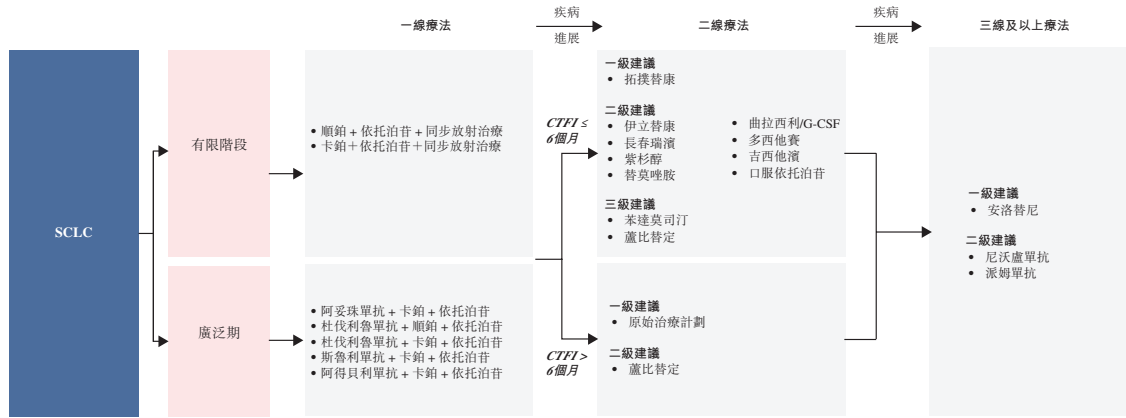 一線療法
疾病
進展
二線療法
疾病
進展
三線及以上療法
SCLC
有限階段
• 順鉑 + 依托泊苷 + 同步放射治療
• 卡鉑＋依托泊苷＋同步放射治療
廣泛期
• 阿妥珠單抗 + 卡鉑 + 依托泊苷
• 杜伐利魯單抗 + 順鉑 + 依托泊苷
• 杜伐利魯單抗 + 卡鉑 + 依托泊苷
• 斯魯利單抗 + 卡鉑 + 依托泊苷
• 阿得貝利單抗 + 卡鉑 + 依托泊苷
CTFI ≤
6個月
一級建議
• 拓撲替康
二級建議
• 伊立替康
• 長春瑞濱
• 紫杉醇
• 替莫唑胺
• 曲拉西利/G-CSF
• 多西他賽
• 吉西他濱
• 口服依托泊苷
三級建議
• 苯達莫司汀
• 蘆比替定
CTFI >
6個月
一級建議
• 原始治療計劃
二級建議
• 蘆比替定
一級建議
• 安洛替尼
二級建議
• 尼沃盧單抗
• 派姆單抗